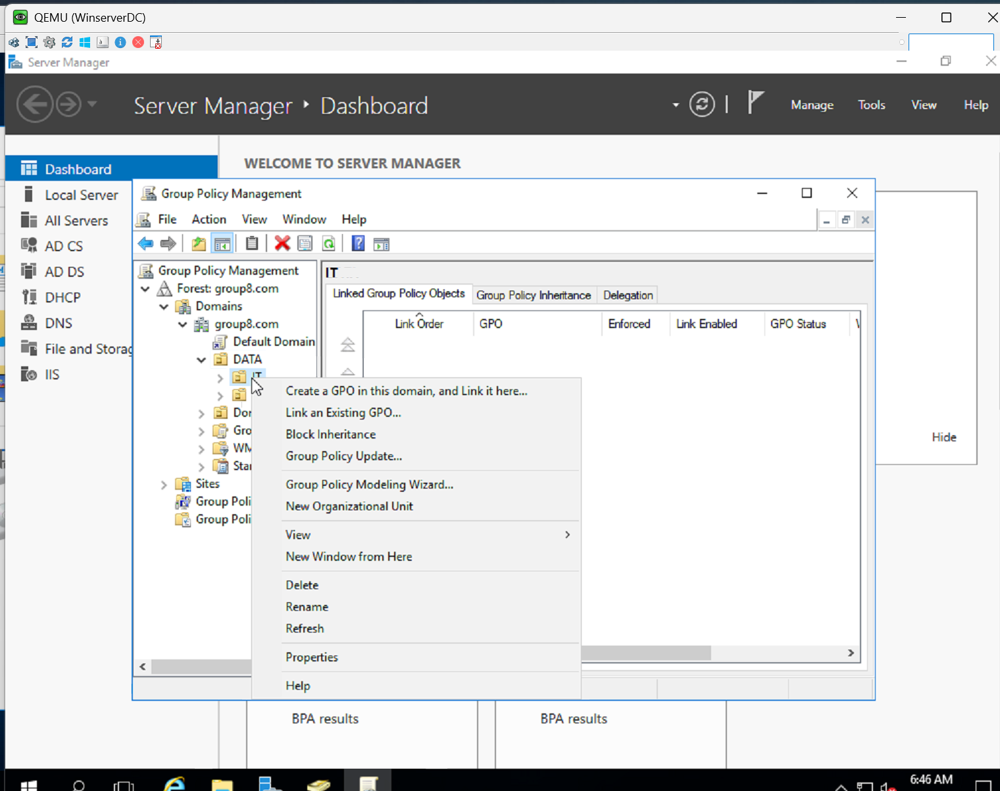 QEMU (WinserverDC)
Server Manager
Server Manager ‣ Dashboard
Manage Tools View Help
Dashboard
Local Server
All Servers
AD CS
AD DS
DHCP
DNS
File and Storag
IIS
WELCOME TO SERVER MANAGER
Hide
Group Policy Management
File Action View Window Help
Group Policy Management
Forest: group8.com
Domains
group8.com
Default Domain
DATA
IT
Dor
Gro
WM
Star
Sites
Group Poli
Group Poli
IT
Linked Group Policy Objects Group Policy Inheritance Delegation
Link Order GPO Enforced Link Enabled GPO Status
Create a GPO in this domain, and Link it here...
Link an Existing GPO...
Block Inheritance
Group Policy Update...
Group Policy Modeling Wizard...
New Organizational Unit
View
New Window from Here
Delete
Rename
Refresh
Properties
Help
BPA results BPA results
6:46 AM